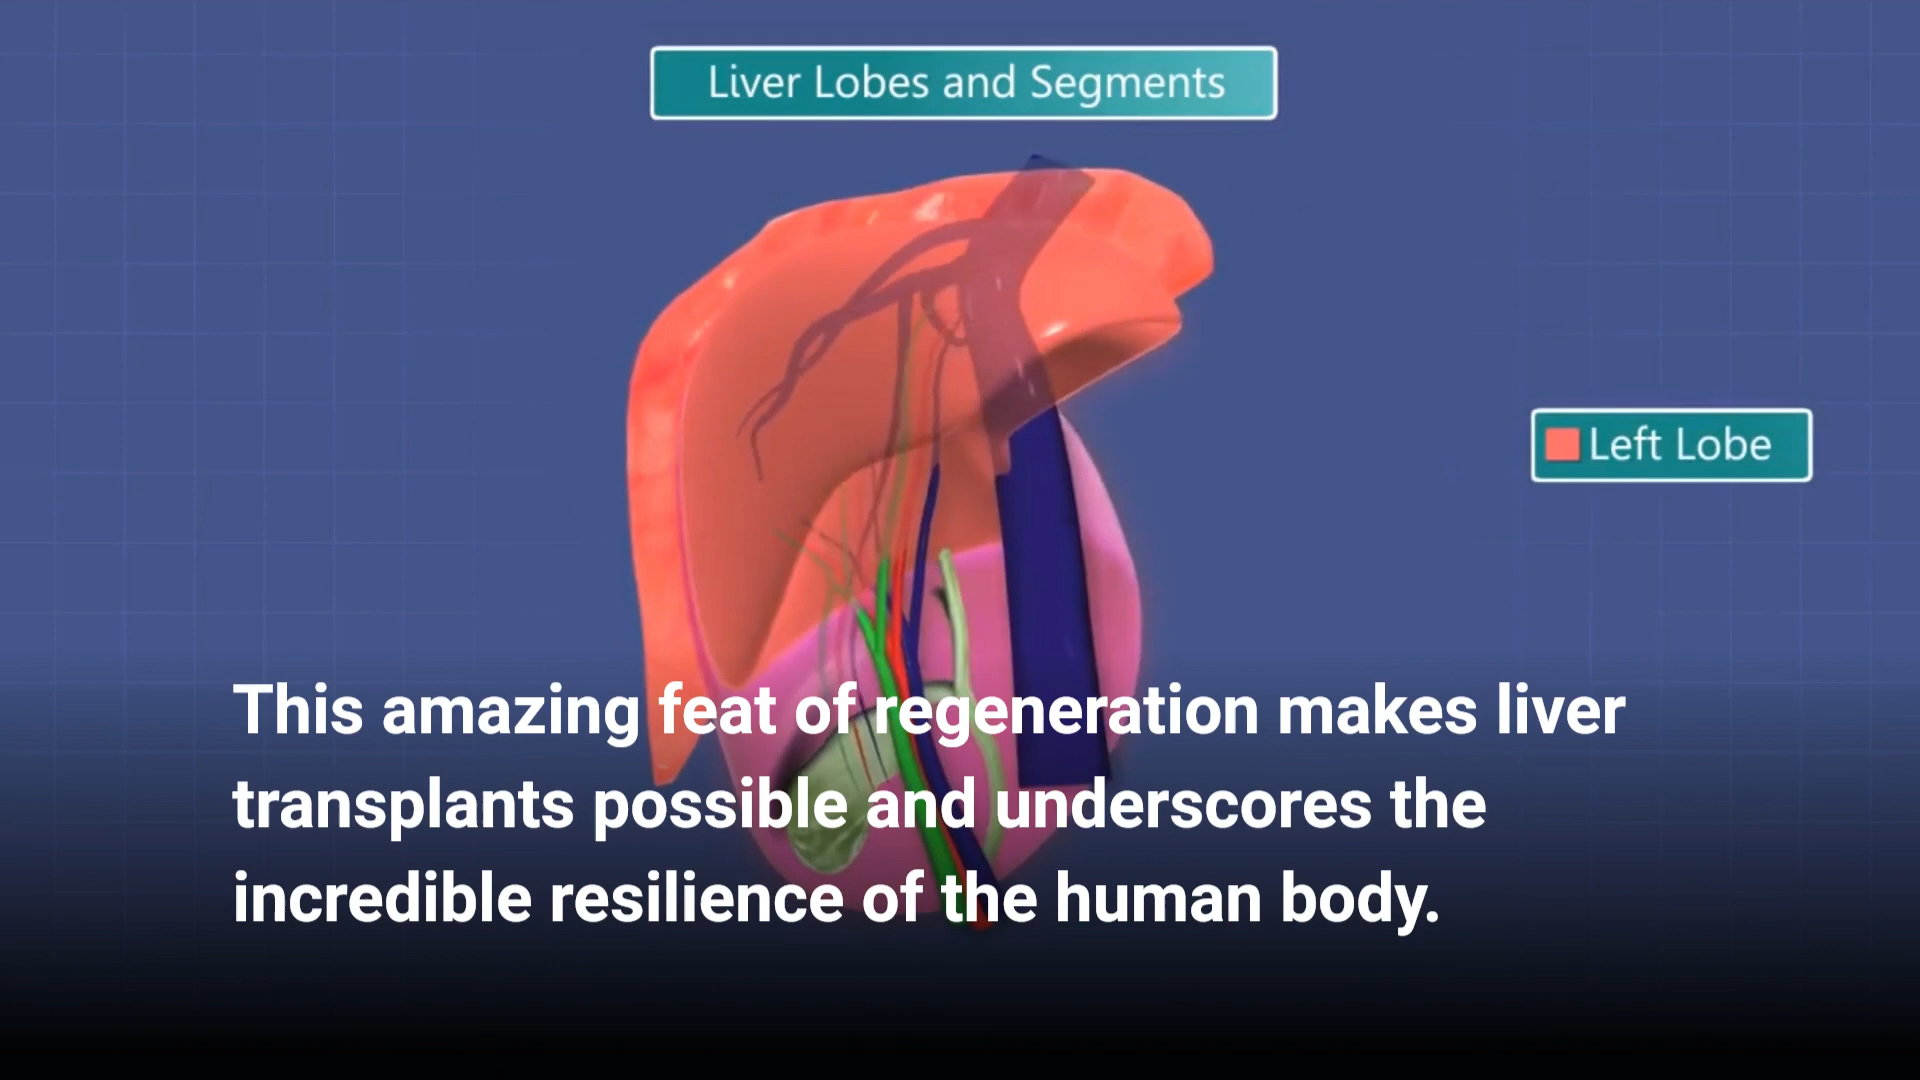 Liver Lobes and Segments
Left Lobe
This amazing feat of regeneration makes liver
transplants possible and underscores the
incredible resilience of the human body.